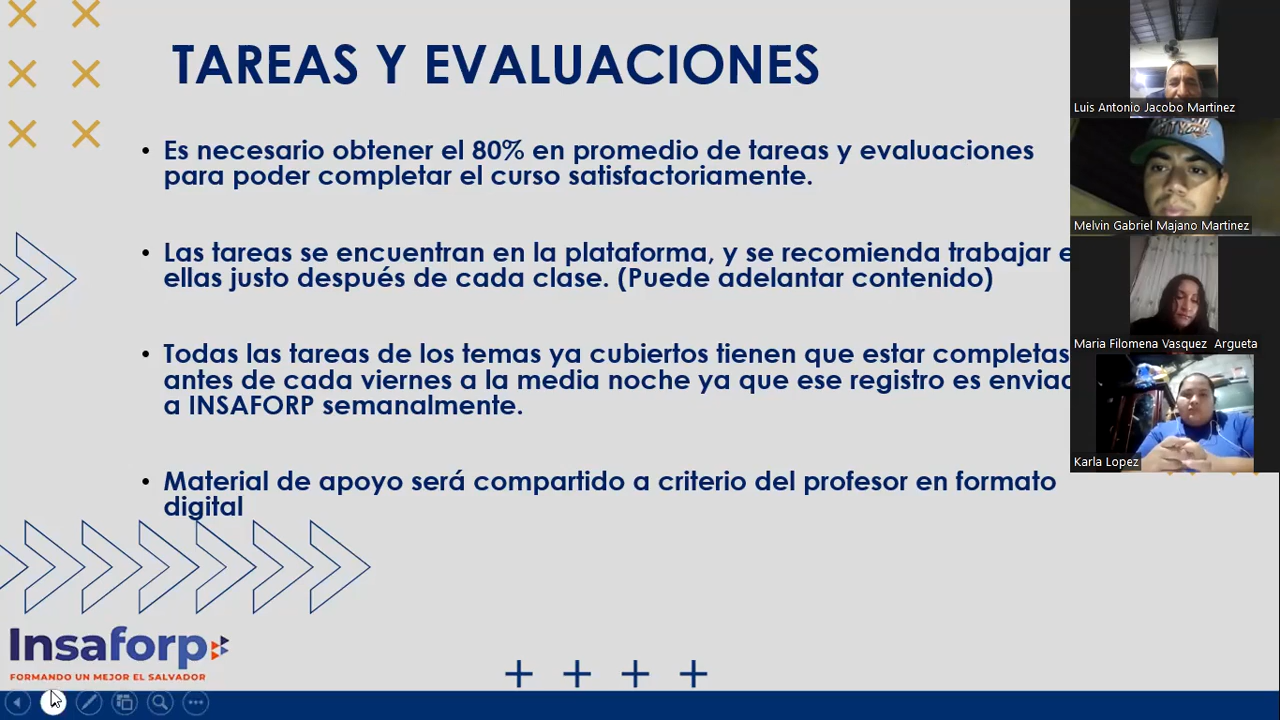 TAREAS Y EVALUACIONES
• Es necesario obtener el 80% en promedio de tareas y evaluaciones
para poder completar el curso satisfactoriamente.
• Las tareas se encuentran en la plataforma, y se recomienda trabajar e
ellas justo después de cada clase. (Puede adelantar contenido)
• Todas las tareas de los temas ya cubiertos tienen que estar completas
antes de cada viernes a la media noche ya que ese registro es enviad
a INSAFORP semanalmente.
• Material de apoyo será compartido a criterio del profesor en formato
digital
Insaforp
FORMANDO UN MEJOR EL SALVADOR
Luis Antonio Jacobo Martinez
Melvin Gabriel Majano Martinez
Maria Filomena Vasquez Argueta
Karla Lopez